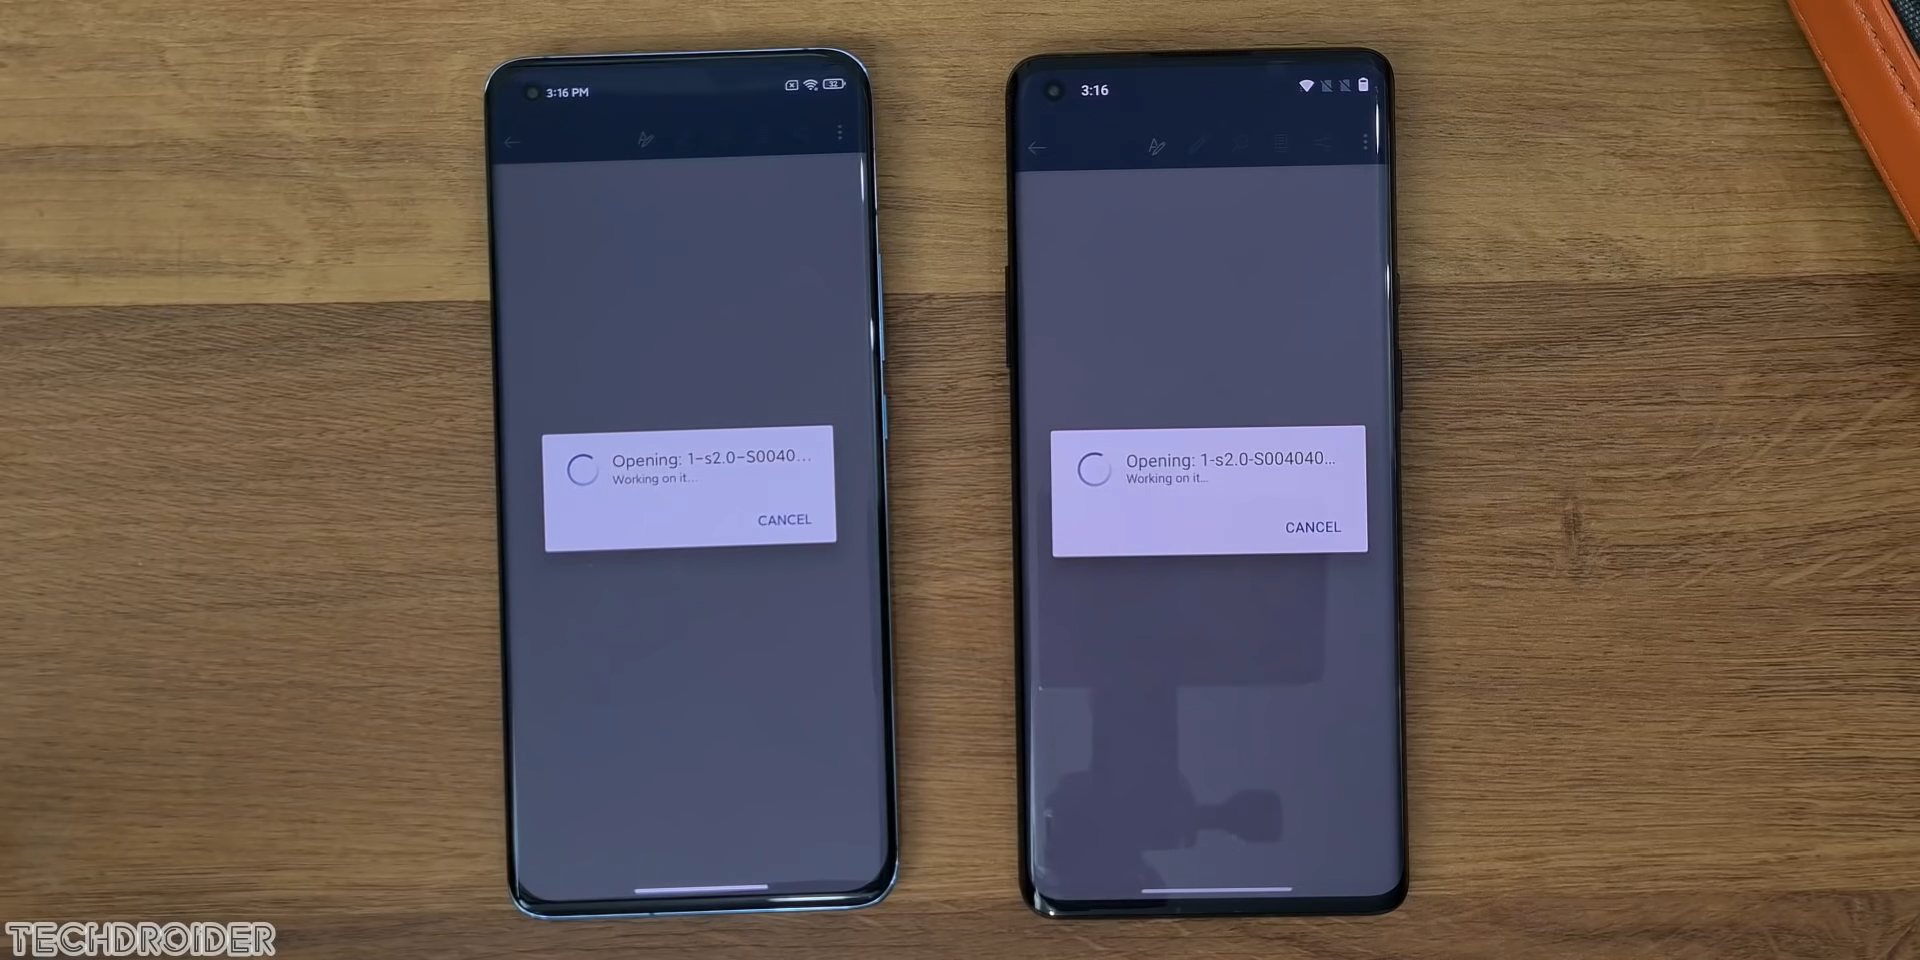 3:16 PM
32
Opening: 1-s2.0-S0040...
Working on it...
CANCEL
3:16
Opening: 1-s2.0-S004040...
Working on it...
CANCEL
TECHDROIDER